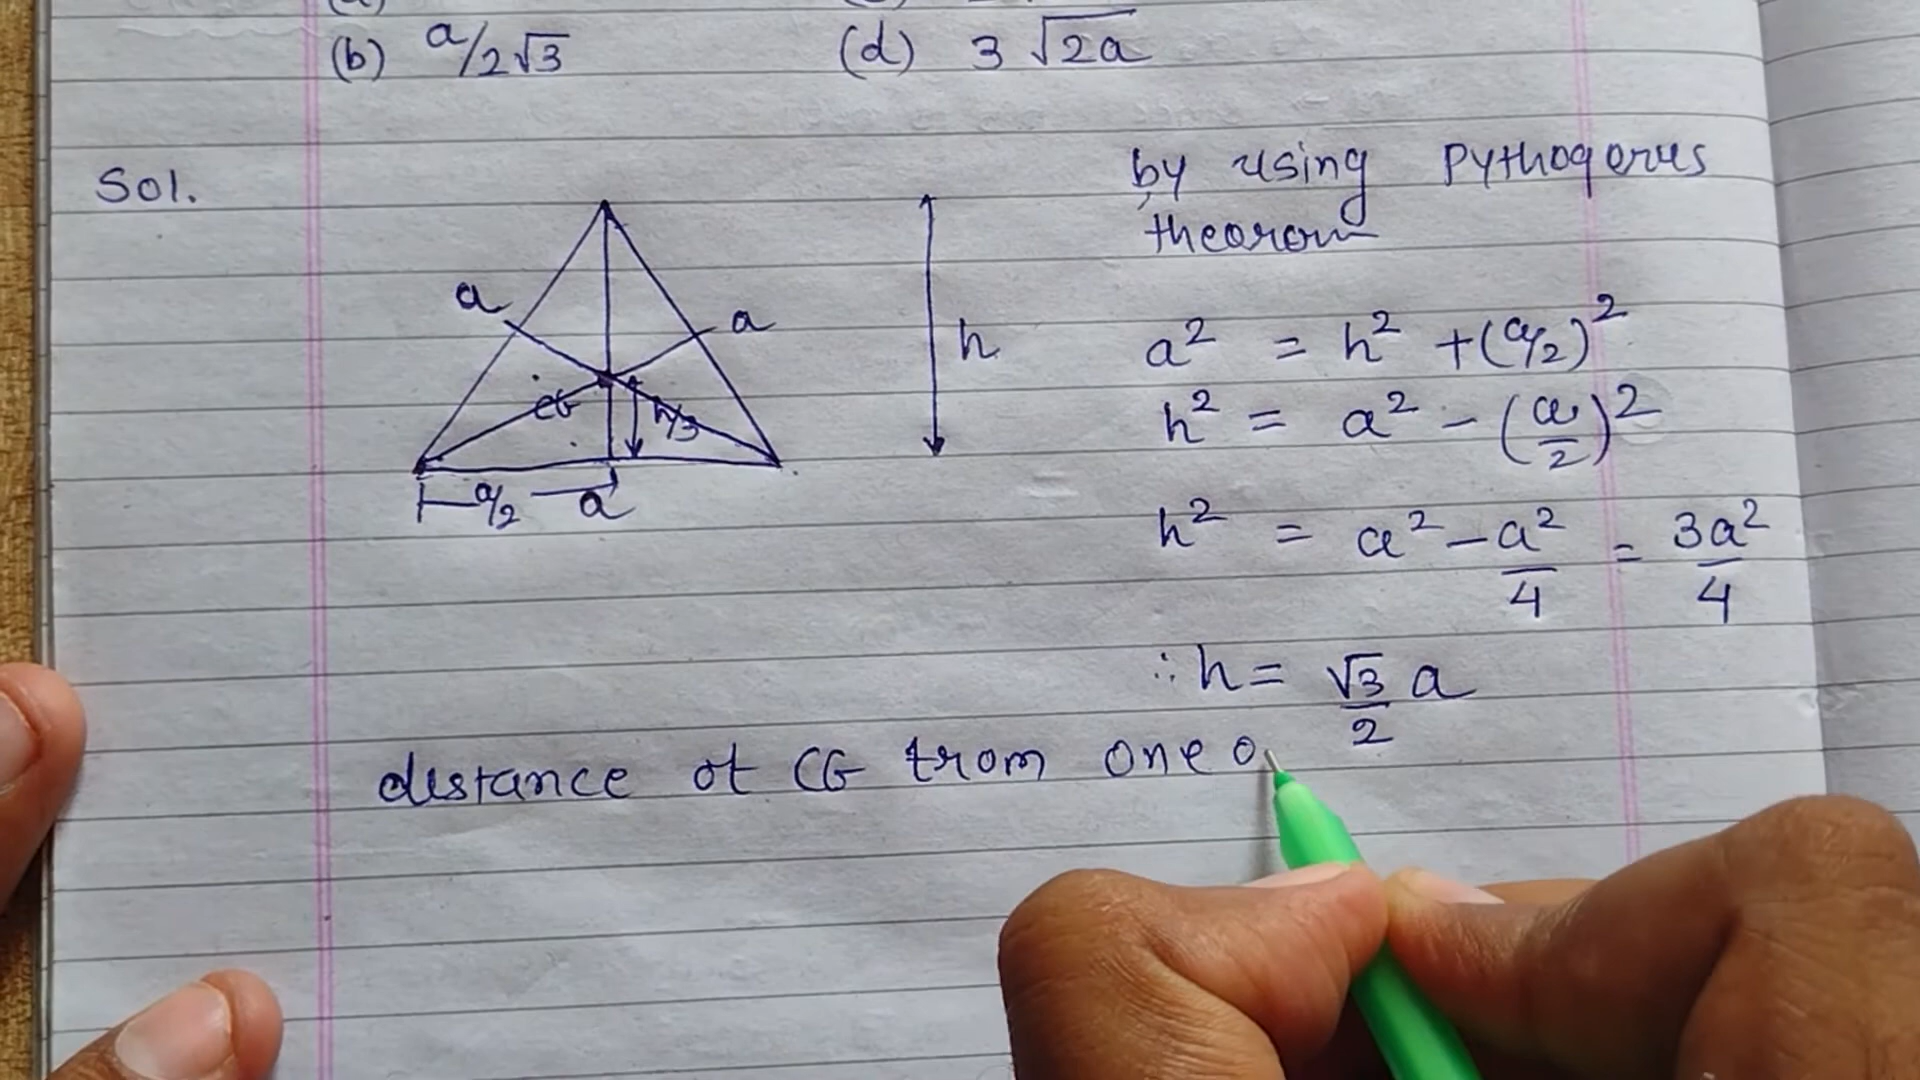 (b) a/2√3 (d) 3 √2a
Sol.
by using Pythogorus
theorom
a
a
h
CG
h/3
a/2
a
a² = h² + (a/2)²
h² = a² - (a/2)²
h² = a² - a²/4 = 3a²/4
∴ h = √3/2 a
distance of CG from one o